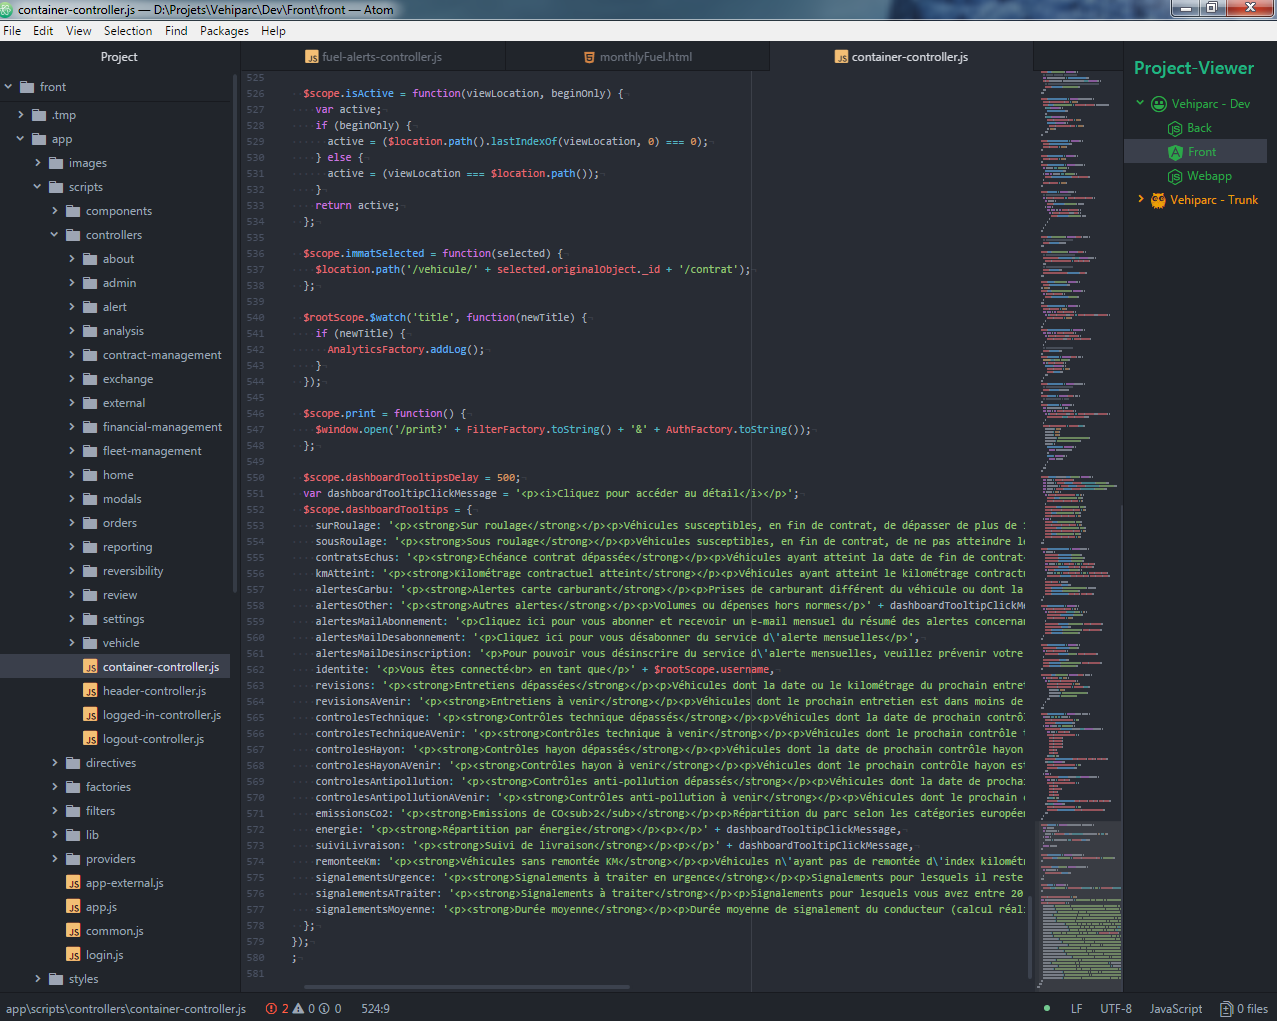 container-controller.js — D:\Projets\Vehiparc\Dev\Front\front — Atom
File Edit View Selection Find Packages Help
Project
front
.tmp
app
images
scripts
components
controllers
about
admin
alert
analysis
contract-management
exchange
external
financial-management
fleet-management
home
modals
orders
reporting
reversibility
review
settings
vehicle
container-controller.js
header-controller.js
logged-in-controller.js
logout-controller.js
directives
factories
filters
lib
providers
app-external.js
app.js
common.js
login.js
styles
fuel-alerts-controller.js monthlyFuel.html container-controller.js
525
526 $scope.isActive = function(viewLocation, beginOnly) {
527 var active;
528 if (beginOnly) {
529 active = ($location.path().lastIndexOf(viewLocation, 0) === 0);
530 } else {
531 active = (viewLocation === $location.path());
532 }
533 return active;
534 };
535
536 $scope.immatSelected = function(selected) {
537 $location.path('/vehicule/' + selected.originalObject._id + '/contrat');
538 };
539
540 $rootScope.$watch('title', function(newTitle) {
541 if (newTitle) {
542 AnalyticsFactory.addLog();
543 }
544 });
545
546 $scope.print = function() {
547 $window.open('/print?' + FilterFactory.toString() + '&' + AuthFactory.toString());
548 };
549
550 $scope.dashboardTooltipsDelay = 500;
551 var dashboardTooltipClickMessage = '<p><i>Cliquez pour accéder au détail</i></p>';
552 $scope.dashboardTooltips = {
553 surRoulage: '<p><strong>Sur roulage</strong></p><p>Véhicules susceptibles, en fin de contrat, de dépasser de plus de
554 sousRoulage: '<p><strong>Sous roulage</strong></p><p>Véhicules susceptibles, en fin de contrat, de ne pas atteindre
555 contratsEchus: '<p><strong>Echéance contrat dépassée</strong></p><p>Véhicules ayant atteint la date de fin de contrat
556 kmAtteint: '<p><strong>Kilométrage contractuel atteint</strong></p><p>Véhicules ayant atteint le kilométrage contractu
557 alertesCarbu: '<p><strong>Alertes carte carburant</strong></p><p>Prises de carburant différent du véhicule ou dont la
558 alertesOther: '<p><strong>Autres alertes</strong></p><p>Volumes ou dépenses hors normes</p>' + dashboardTooltipClickMe
559 alertesMailAbonnement: '<p>Cliquez ici pour vous abonner et recevoir un e-mail mensuel du résumé des alertes concerna
560 alertesMailDesabonnement: '<p>Cliquez ici pour vous désabonner du service d\'alerte mensuelles</p>',
561 alertesMailDesinscription: '<p>Pour pouvoir vous désinscrire du service d\'alerte mensuelles, veuillez prévenir votre
562 identite: '<p>Vous êtes connecté<br> en tant que</p>' + $rootScope.username,
563 revisions: '<p><strong>Entretiens dépassées</strong></p><p>Véhicules dont la date ou le kilométrage du prochain entret
564 revisionsAVenir: '<p><strong>Entretiens à venir</strong></p><p>Véhicules dont le prochain entretien est dans moins de
565 controlesTechnique: '<p><strong>Contrôles technique dépassés</strong></p><p>Véhicules dont la date de prochain contrôl
566 controlesTechniqueAVenir: '<p><strong>Contrôles technique à venir</strong></p><p>Véhicules dont le prochain contrôle
567 controlesHayon: '<p><strong>Contrôles hayon dépassés</strong></p><p>Véhicules dont la date de prochain contrôle hayon
568 controlesHayonAVenir: '<p><strong>Contrôles hayon à venir</strong></p><p>Véhicules dont le prochain contrôle hayon est
569 controlesAntipollution: '<p><strong>Contrôles anti-pollution dépassés</strong></p><p>Véhicules dont la date de prochai
570 controlesAntipollutionAVenir: '<p><strong>Contrôles anti-pollution à venir</strong></p><p>Véhicules dont le prochain
571 emissionsCo2: '<p><strong>Emissions de CO<sub>2</sub></strong></p><p>Répartition du parc selon les catégories europée
572 energie: '<p><strong>Répartition par énergie</strong></p><p></p>' + dashboardTooltipClickMessage,
573 suiviLivraison: '<p><strong>Suivi de livraison</strong></p><p></p>' + dashboardTooltipClickMessage,
574 remonteeKm: '<p><strong>Véhicules sans remontée KM</strong></p><p>Véhicules n\'ayant pas de remontée d\'index kilomét
575 signalementsUrgence: '<p><strong>Signalements à traiter en urgence</strong></p><p>Signalements pour lesquels il reste
576 signalementsATraiter: '<p><strong>Signalements à traiter</strong></p><p>Signalements pour lesquels vous avez entre 20
577 signalementsMoyenne: '<p><strong>Durée moyenne</strong></p><p>Durée moyenne de signalement du conducteur (calcul réal
578 };
579 });
580 ;
581
Project-Viewer
Vehiparc - Dev
Back
Front
Webapp
Vehiparc - Trunk
app\scripts\controllers\container-controller.js 2 0 0 524:9 LF UTF-8 JavaScript 0 files